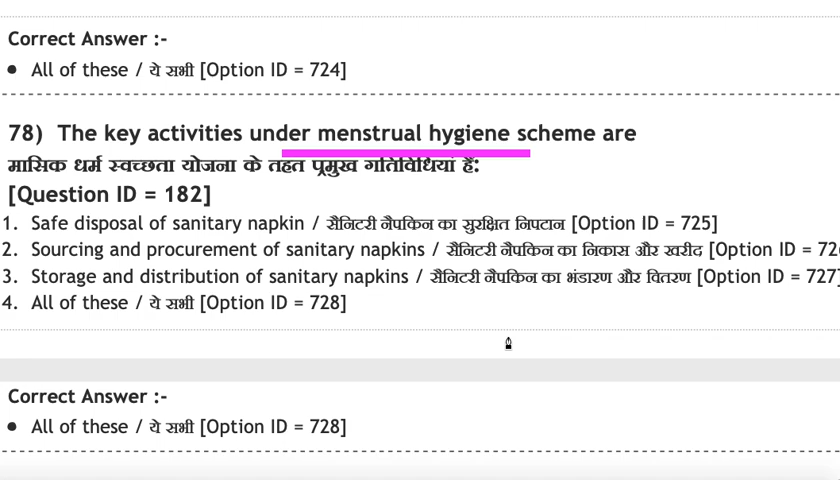 Correct Answer :-
• All of these / ये सभी [Option ID = 724]
78) The key activities under menstrual hygiene scheme are
मासिक धर्म स्वच्छता योजना के तहत प्रमुख गतिविधियां हैं:
[Question ID = 182]
1. Safe disposal of sanitary napkin / सैनिटरी नैपकिन का सुरक्षित निपटान [Option ID = 725]
2. Sourcing and procurement of sanitary napkins / सैनिटरी नैपकिन का निकास और खरीद [Option ID = 72
3. Storage and distribution of sanitary napkins / सैनिटरी नैपकिन का भंडारण और वितरण [Option ID = 727]
4. All of these / ये सभी [Option ID = 728]
Correct Answer :-
• All of these / ये सभी [Option ID = 728]